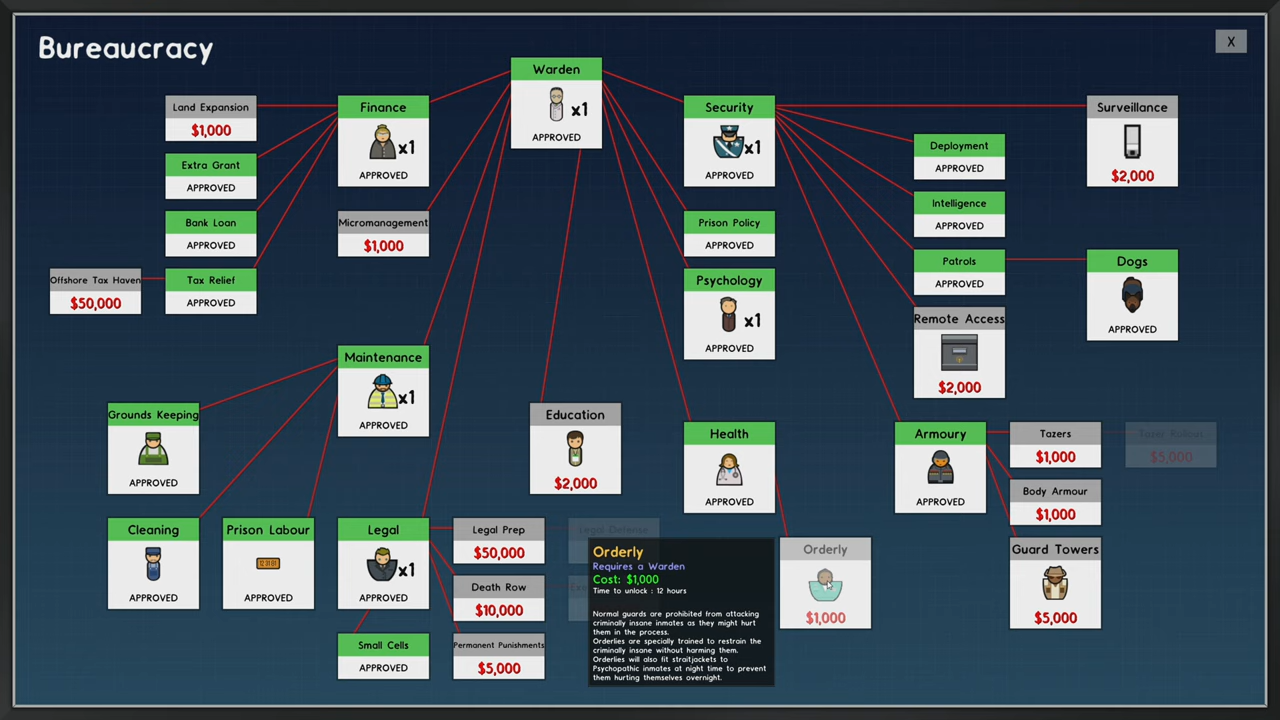 Bureaucracy
X
Warden
x1
APPROVED
Land Expansion
$1,000
Finance
x1
APPROVED
Security
x1
APPROVED
Surveillance
$2,000
Extra Grant
APPROVED
Deployment
APPROVED
Bank Loan
APPROVED
Micromanagement
$1,000
Prison Policy
APPROVED
Intelligence
APPROVED
Offshore Tax Haven
$50,000
Tax Relief
APPROVED
Psychology
x1
APPROVED
Patrols
APPROVED
Dogs
APPROVED
Remote Access
$2,000
Maintenance
x1
APPROVED
Grounds Keeping
APPROVED
Education
$2,000
Health
APPROVED
Armoury
APPROVED
Tazers
$1,000
Tazer Rollout
$5,000
Body Armour
$1,000
Cleaning
APPROVED
Prison Labour
APPROVED
Legal
x1
APPROVED
Legal Prep
$50,000
Legal Defense
Death Row
$10,000
Small Cells
APPROVED
Permanent Punishments
$5,000
Orderly
Requires a Warden
Cost: $1,000
Time to unlock : 12 hours
Normal guards are prohibited from attacking
criminally insane inmates as they might hurt
them in the process.
Orderlies are specially trained to restrain the
criminally insane without harming them.
Orderlies will also fit straitjackets to
Psychopathic inmates at night time to prevent
them hurting themselves overnight.
Orderly
$1,000
Guard Towers
$5,000